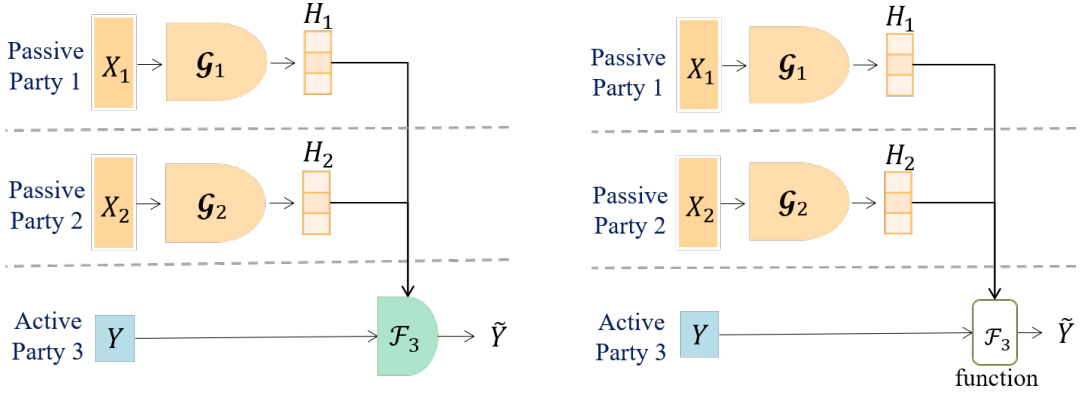 H₁
Passive
Party 1
X₁
𝓖₁
H₂
Passive
Party 2
X₂
𝓖₂
Active
Party 3
Y
ℱ₃
Ỹ
H₁
Passive
Party 1
X₁
𝓖₁
H₂
Passive
Party 2
X₂
𝓖₂
Active
Party 3
Y
ℱ₃
Ỹ
function